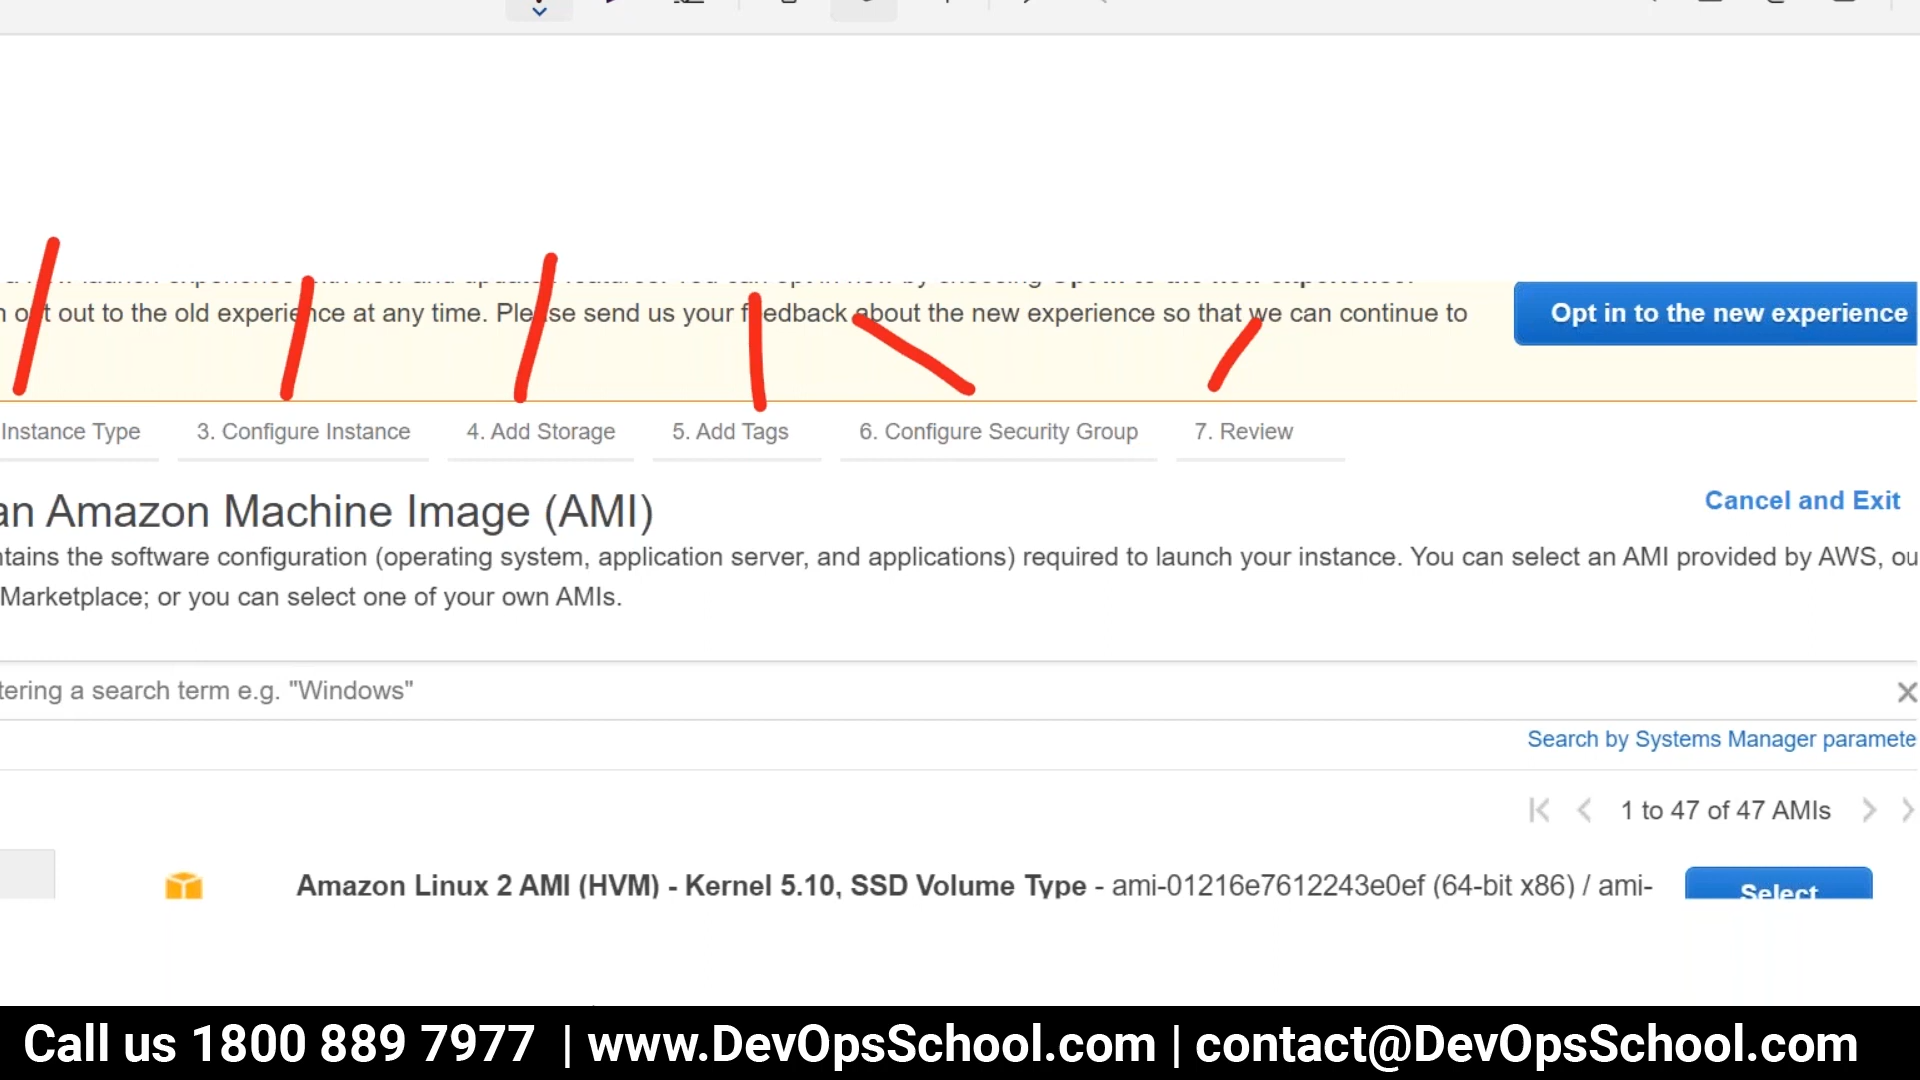 n opt out to the old experience at any time. Please send us your feedback about the new experience so that we can continue to
Opt in to the new experience
Instance Type
3. Configure Instance
4. Add Storage
5. Add Tags
6. Configure Security Group
7. Review
an Amazon Machine Image (AMI)
Cancel and Exit
ntains the software configuration (operating system, application server, and applications) required to launch your instance. You can select an AMI provided by AWS, ou
Marketplace; or you can select one of your own AMIs.
tering a search term e.g. "Windows"
Search by Systems Manager paramete
1 to 47 of 47 AMIs
Amazon Linux 2 AMI (HVM) - Kernel 5.10, SSD Volume Type - ami-01216e7612243e0ef (64-bit x86) / ami-
Select
Call us 1800 889 7977 | www.DevOpsSchool.com | contact@DevOpsSchool.com